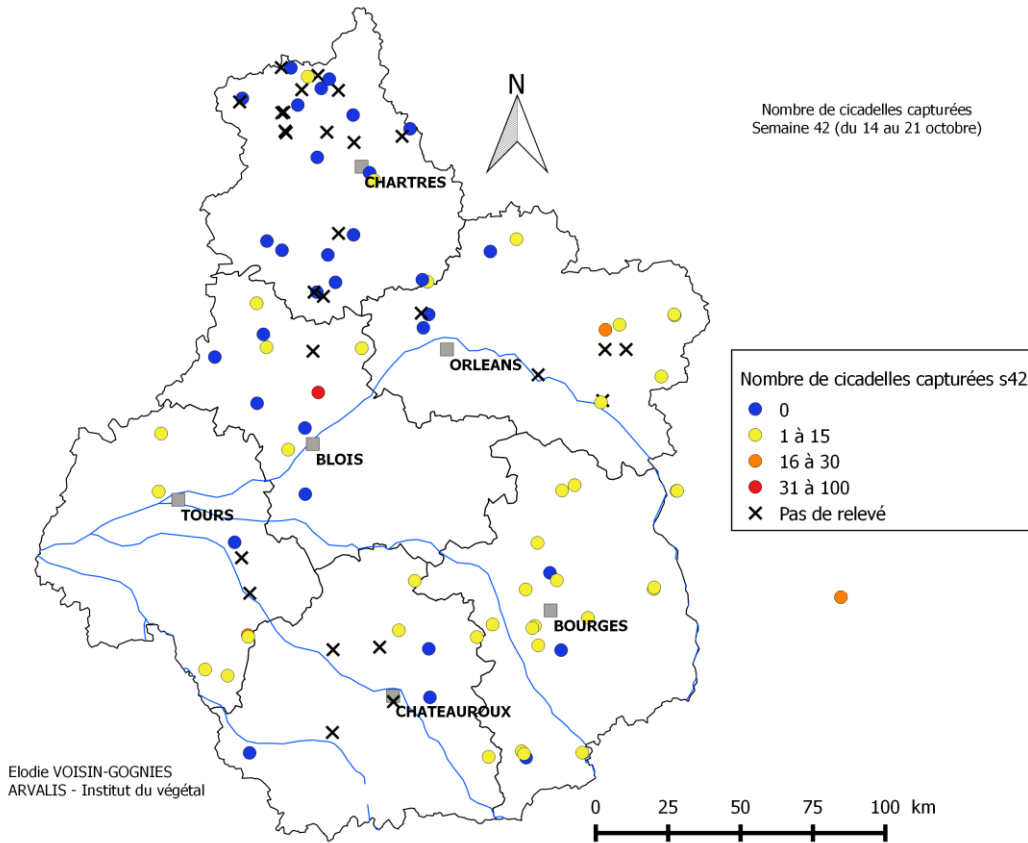 N
Nombre de cicadelles capturées
Semaine 42 (du 14 au 21 octobre)
CHARTRES
ORLEANS
BLOIS
TOURS
BOURGES
CHATEAUROUX
Nombre de cicadelles capturées s42
0
1 à 15
16 à 30
31 à 100
Pas de relevé
Elodie VOISIN-GOGNIES
ARVALIS - Institut du végétal
0 25 50 75 100 km